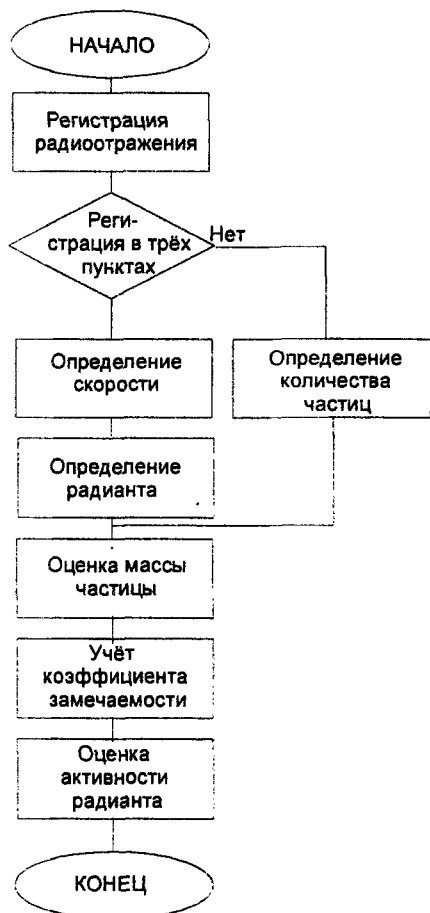 НАЧАЛО
Регистрация
радиоотражения
Реги-
страция в трёх
пунктах
Нет
Определение
скорости
Определение
количества
частиц
Определение
радианта
Оценка массы
частицы
Учёт
коэффициента
замечаемости
Оценка
активности
радианта
КОНЕЦ